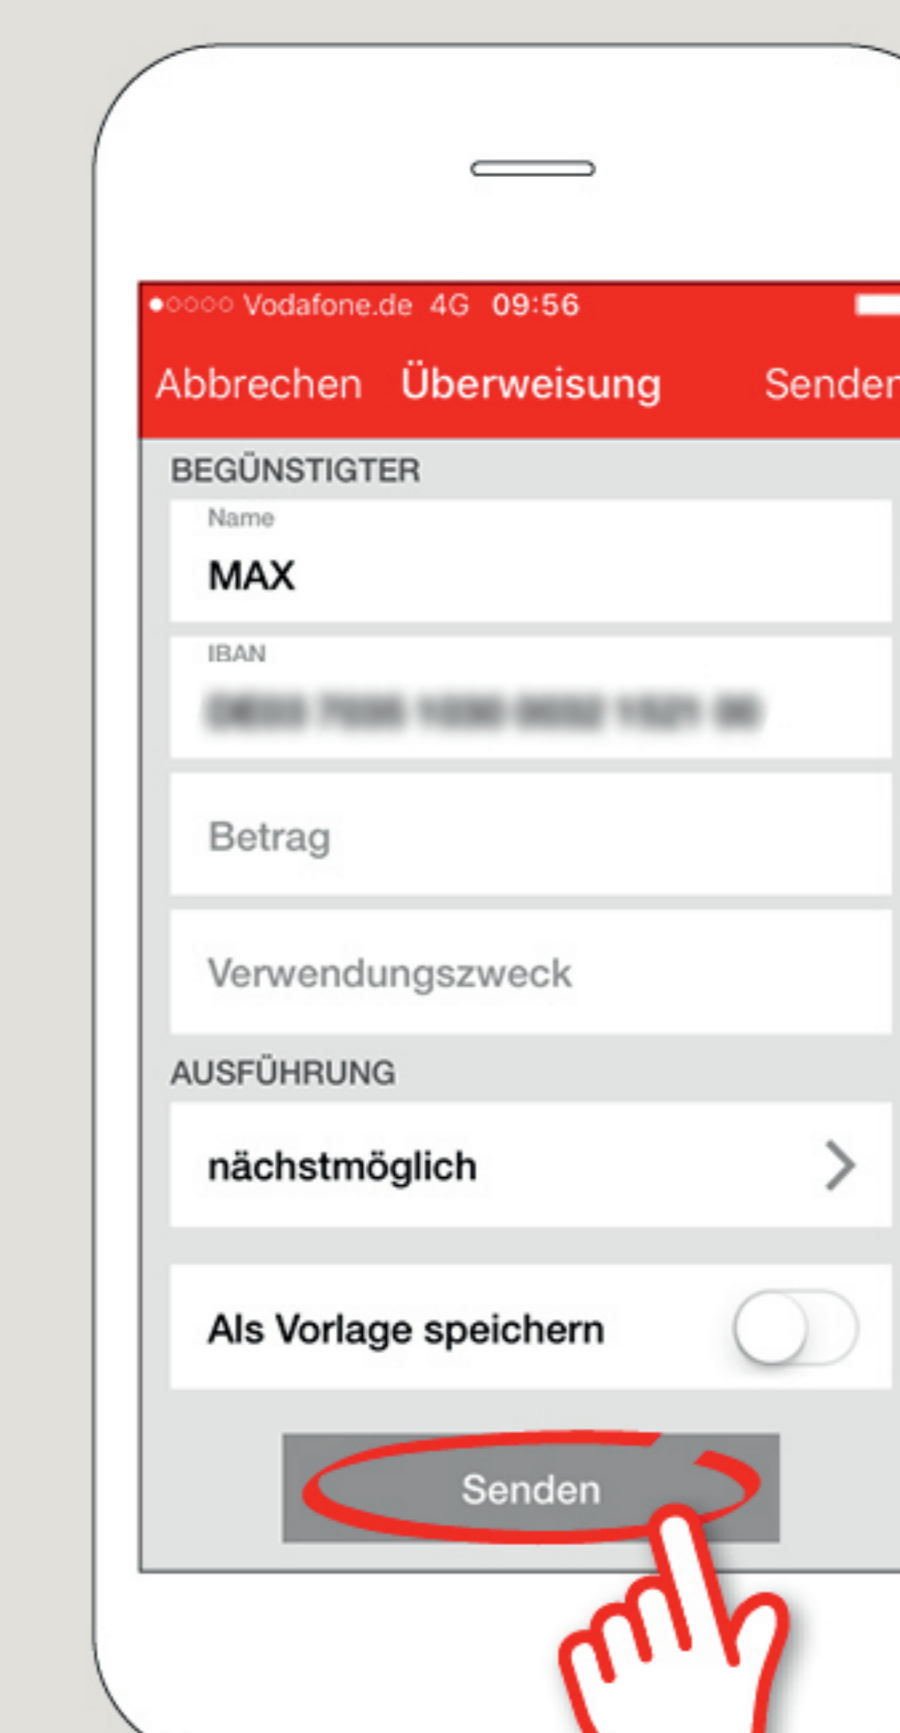 Vodafone.de 4G 09:56
Abbrechen Überweisung Senden
BEGÜNSTIGTER
Name
MAX
IBAN
Betrag
Verwendungszweck
AUSFÜHRUNG
nächstmöglich
Als Vorlage speichern
Senden